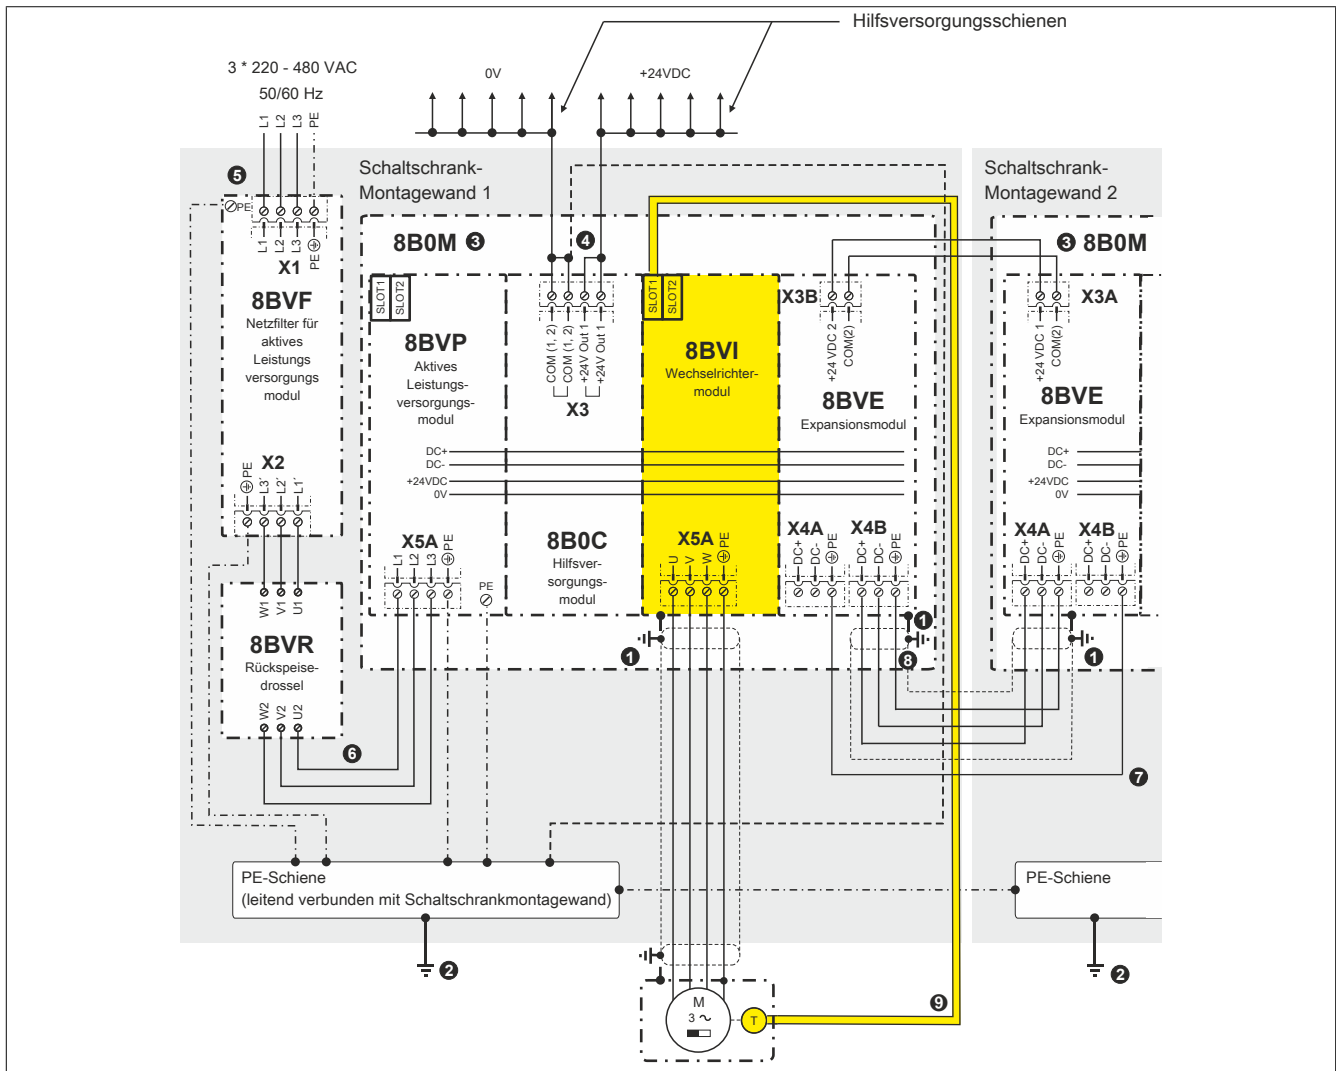 Hilfsversorgungsschienen
3 * 220 - 480 VAC
50/60 Hz
0V
+24VDC
L1
L2
L3
PE
Schaltschrank-
Montagewand 1
Schaltschrank-
Montagewand 2
5
PE
L1
L2
L3
PE
X1
8BVF
Netzfilter für
aktives
Leistungs
versorgungs
modul
X2
PE
L3´
L2´
L1´
W1
V1
U1
8BVR
Rückspeise-
drossel
W2
V2
U2
6
8B0M 3
SLOT1
SLOT2
8BVP
Aktives
Leistungs-
versorgungs-
modul
X5A
L1
L2
L3
PE
PE
4
COM (1, 2)
COM (1, 2)
+24V Out 1
+24V Out 1
X3
8B0C
Hilfsver-
sorgungs-
modul
DC+
DC-
+24VDC
0V
SLOT1
SLOT2
8BVI
Wechselrichter-
modul
X5A
U
V
W
PE
X3B
+24 VDC 2
COM(2)
8BVE
Expansionsmodul
X4A
DC+
DC-
PE
X4B
DC+
DC-
PE
1
1
8
3 8B0M
X3A
+24 VDC 1
COM(2)
8BVE
Expansionsmodul
DC+
DC-
+24VDC
0V
X4A
DC+
DC-
PE
X4B
DC+
DC-
PE
1
7
PE-Schiene
(leitend verbunden mit Schaltschrankmontagewand)
PE-Schiene
2
2
9
M
3
T